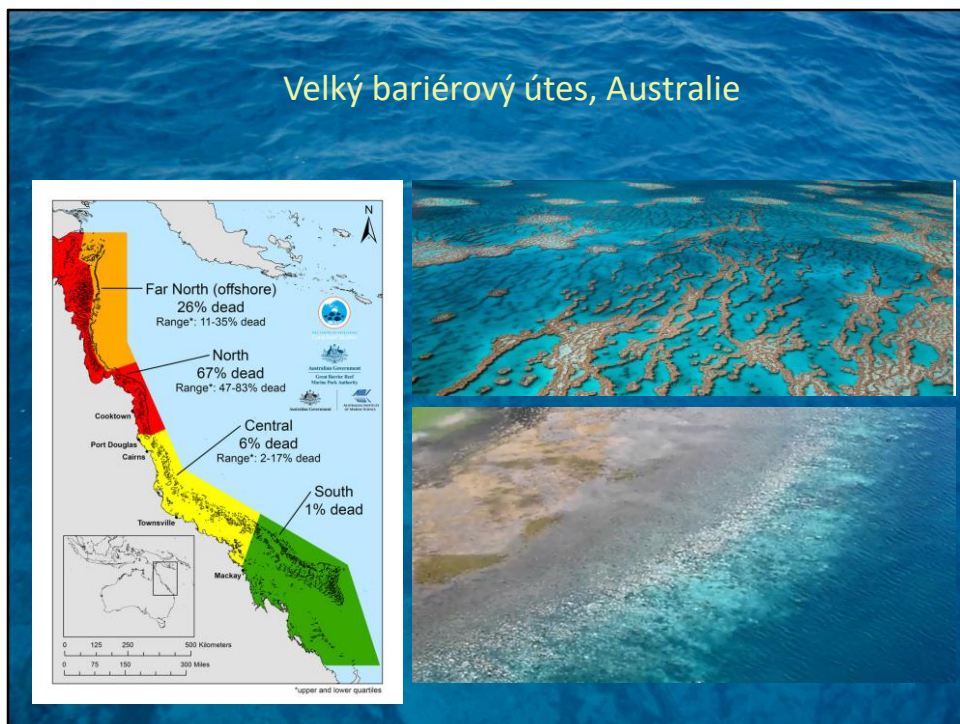 Velký bariérový útes, Australie
N
Far North (offshore)
26% dead
Range*: 11-35% dead
North
67% dead
Range*: 47-83% dead
Australian Government
Great Barrier Reef
Marine Park Authority
Australian Government
Cooktown
Port Douglas
Cairns
Central
6% dead
Range*: 2-17% dead
South
1% dead
Townsville
Mackay
0 125 250 500 Kilometers
0 75 150 300 Miles
*upper and lower quartiles